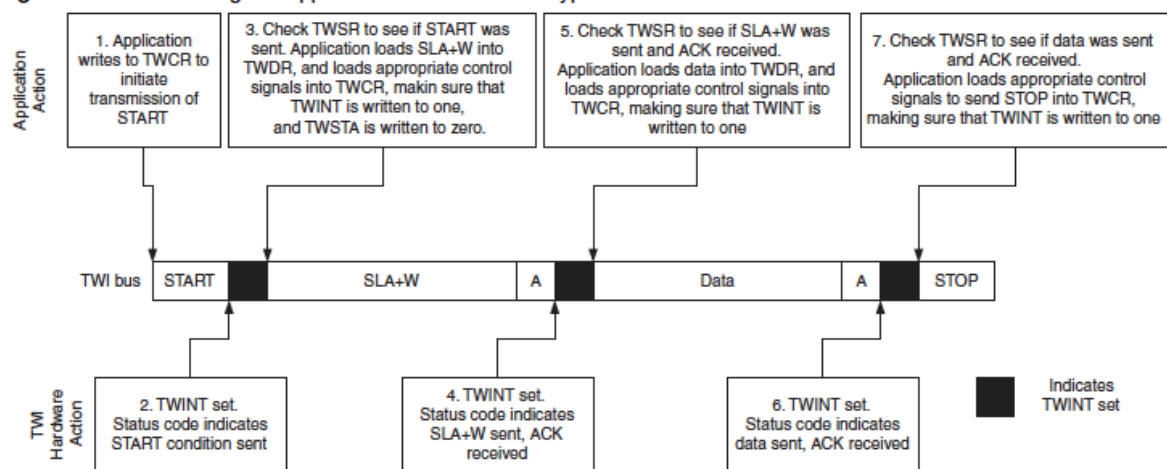 Application
Action
1. Application
writes to TWCR to
initiate
transmission of
START
3. Check TWSR to see if START was
sent. Application loads SLA+W into
TWDR, and loads appropriate control
signals into TWCR, makin sure that
TWINT is written to one,
and TWSTA is written to zero.
5. Check TWSR to see if SLA+W was
sent and ACK received.
Application loads data into TWDR, and
loads appropriate control signals into
TWCR, making sure that TWINT is
written to one
7. Check TWSR to see if data was sent
and ACK received.
Application loads appropriate control
signals to send STOP into TWCR,
making sure that TWINT is written to one
TWI bus
START
SLA+W
A
Data
A
STOP
TWI
Hardware
Action
2. TWINT set.
Status code indicates
START condition sent
4. TWINT set.
Status code indicates
SLA+W sent, ACK
received
6. TWINT set.
Status code indicates
data sent, ACK received
Indicates
TWINT set